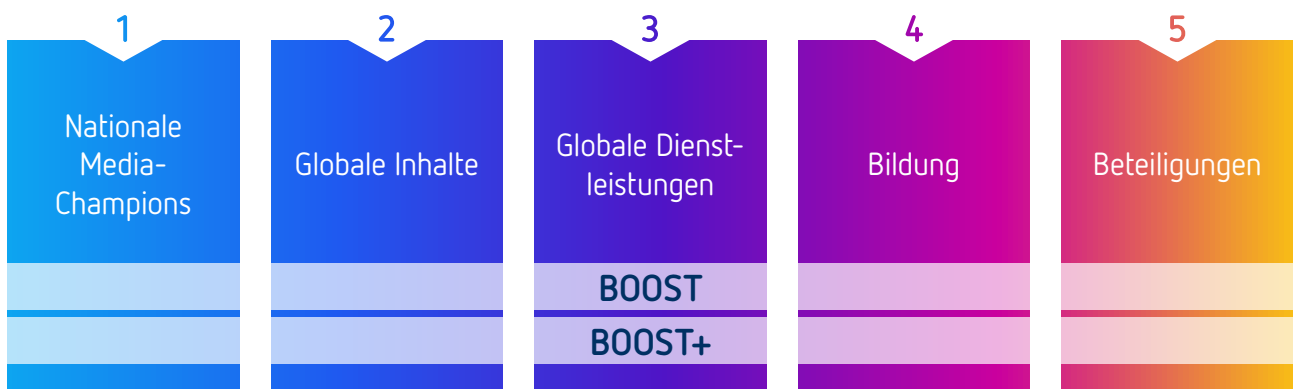 1
Nationale
Media-
Champions
2
Globale Inhalte
3
Globale Dienst-
leistungen
4
Bildung
5
Beteiligungen
BOOST
BOOST+